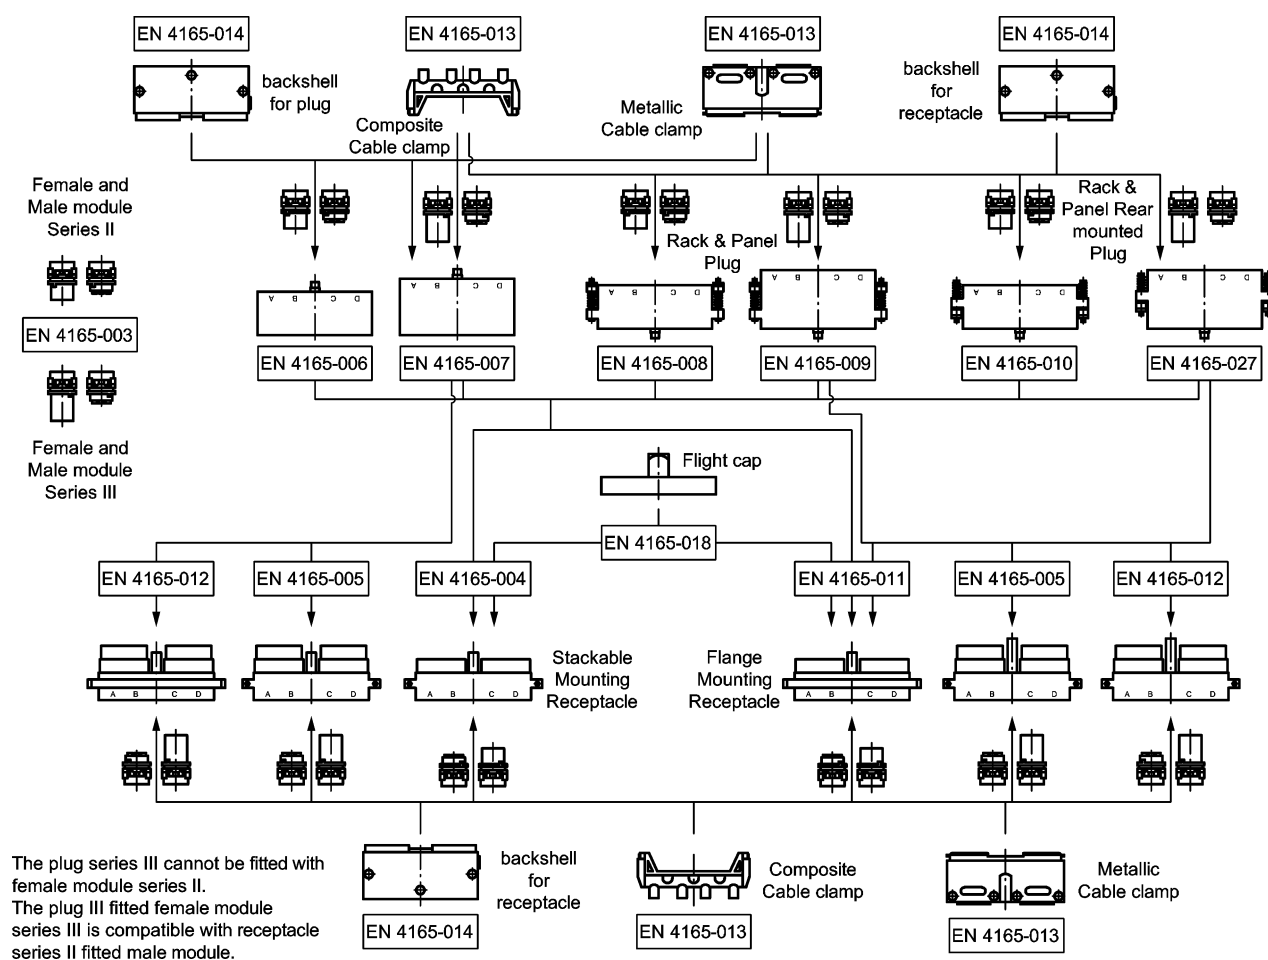 EN 4165-014
EN 4165-013
EN 4165-013
EN 4165-014
backshell
for plug
Composite
Cable clamp
Metallic
Cable clamp
backshell
for
receptacle
Female and
Male module
Series II
EN 4165-003
Female and
Male module
Series III
Rack & Panel
Plug
Rack &
Panel Rear
mounted
Plug
A B C D
A B C D
A B C D
A B C D
A B C D
A B C D
EN 4165-006
EN 4165-007
EN 4165-008
EN 4165-009
EN 4165-010
EN 4165-027
Flight cap
EN 4165-018
EN 4165-012
EN 4165-005
EN 4165-004
EN 4165-011
EN 4165-005
EN 4165-012
Stackable
Mounting
Receptacle
Flange
Mounting
Receptacle
A B C D
A B C D
A B C D
A B C D
A B C D
A B C D
The plug series III cannot be fitted with
female module series II.
The plug III fitted female module
series III is compatible with receptacle
series II fitted male module.
backshell
for
receptacle
EN 4165-014
Composite
Cable clamp
EN 4165-013
Metallic
Cable clamp
EN 4165-013